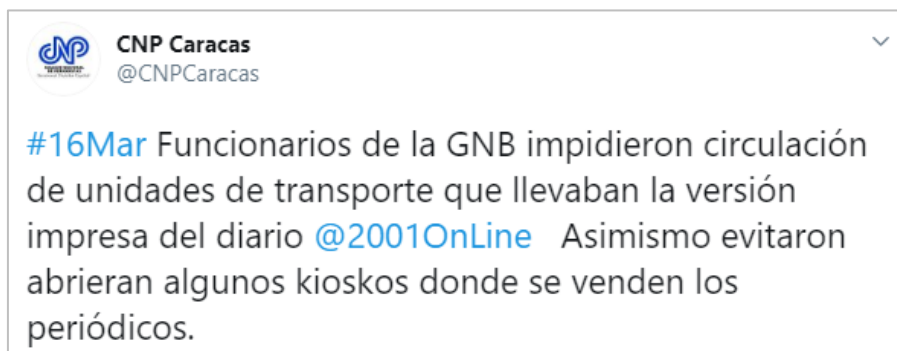 CNP Caracas
@CNPCaracas
#16Mar Funcionarios de la GNB impidieron circulación
de unidades de transporte que llevaban la versión
impresa del diario @2001OnLine   Asimismo evitaron
abrieran algunos kioskos donde se venden los
periódicos.